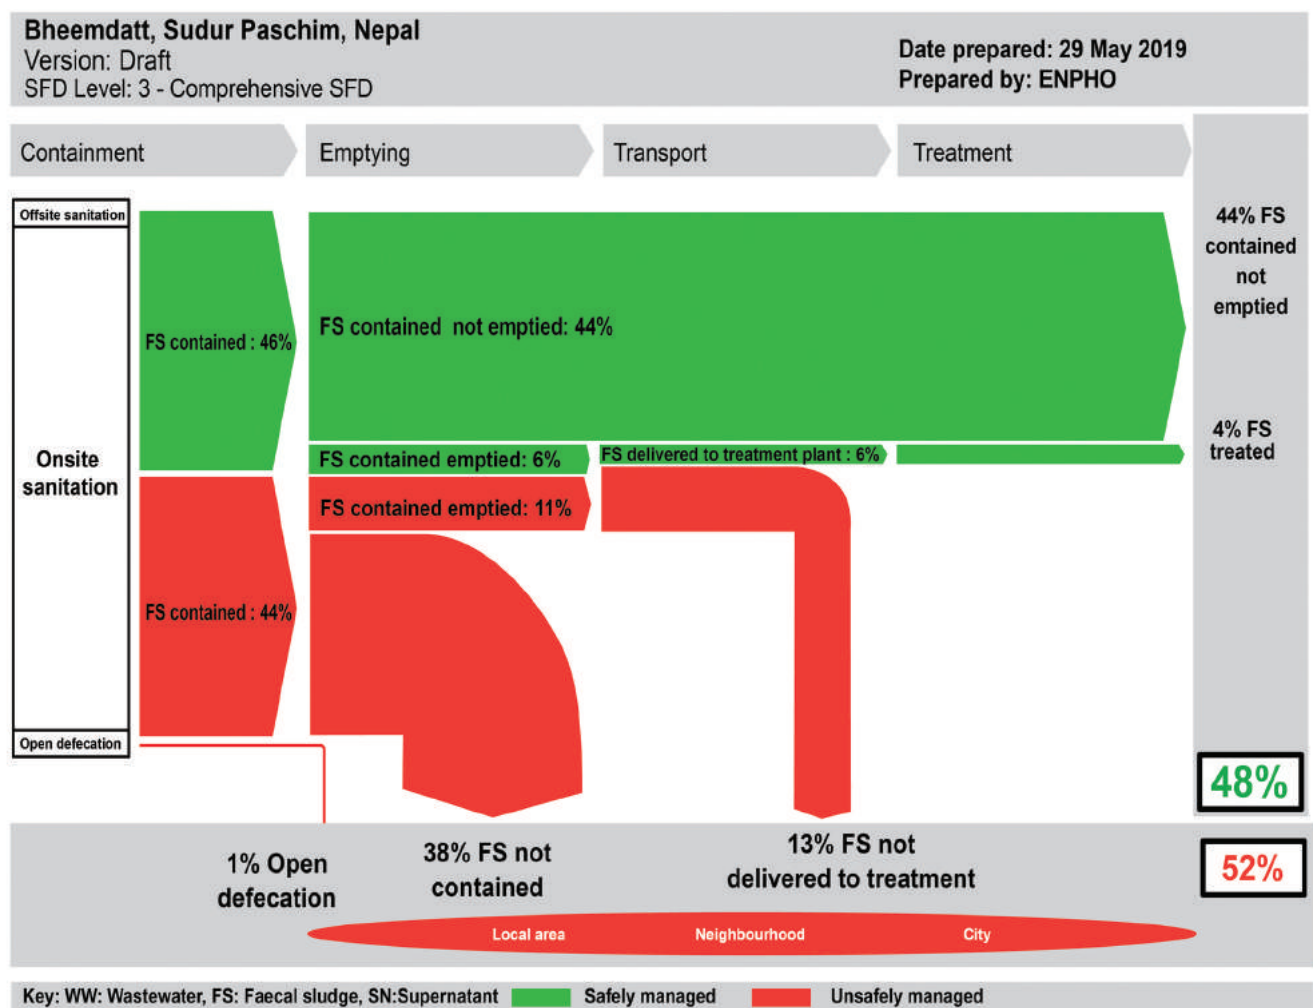 Bheemdatt, Sudur Paschim, Nepal
Version: Draft
SFD Level: 3 - Comprehensive SFD
Date prepared: 29 May 2019
Prepared by: ENPHO
Containment
Emptying
Transport
Treatment
Offsite sanitation
Onsite
sanitation
Open defecation
FS contained : 46%
FS contained : 44%
FS contained not emptied: 44%
FS contained emptied: 6%
FS contained emptied: 11%
FS delivered to treatment plant : 6%
44% FS
contained
not
emptied
4% FS
treated
48%
1% Open
defecation
38% FS not
contained
13% FS not
delivered to treatment
52%
Local area
Neighbourhood
City
Key: WW: Wastewater, FS: Faecal sludge, SN:Supernatant
Safely managed
Unsafely managed